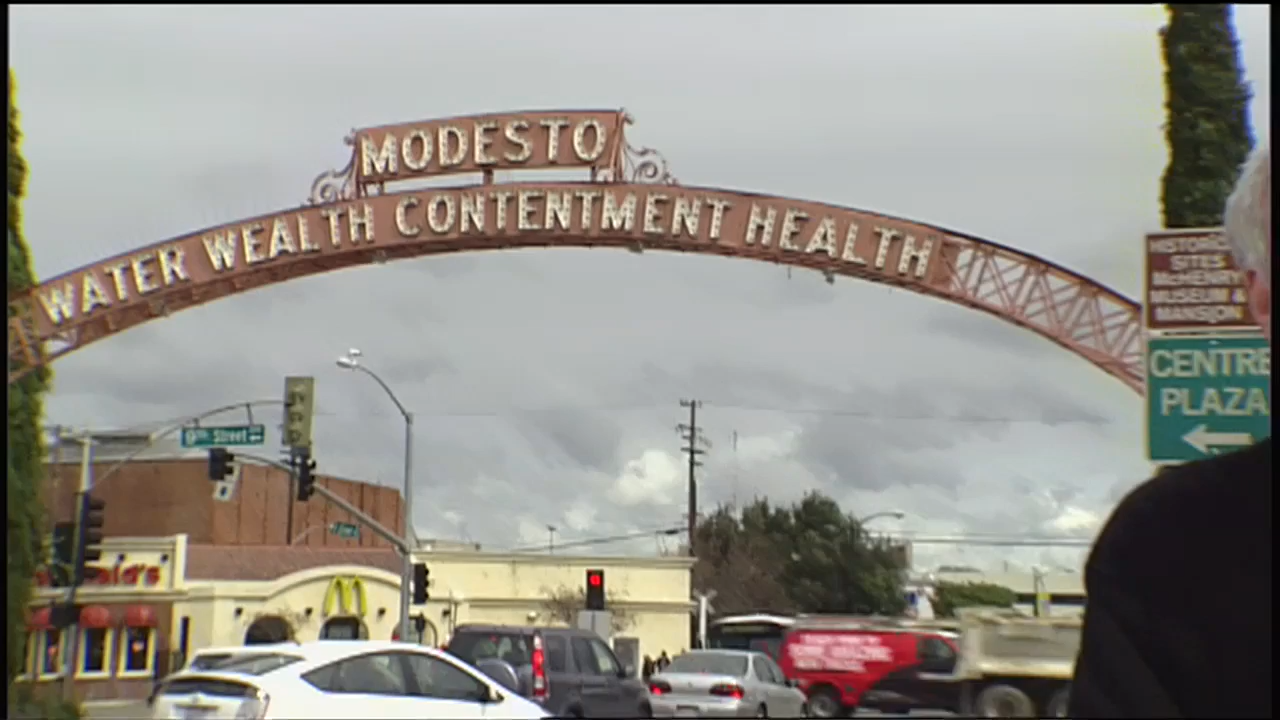 MODESTO
WATER WEALTH CONTENTMENT HEALTH
HISTORIC
SITES
McHENRY
MUSEUM &
MANSION
CENTRE
PLAZA
9th Street